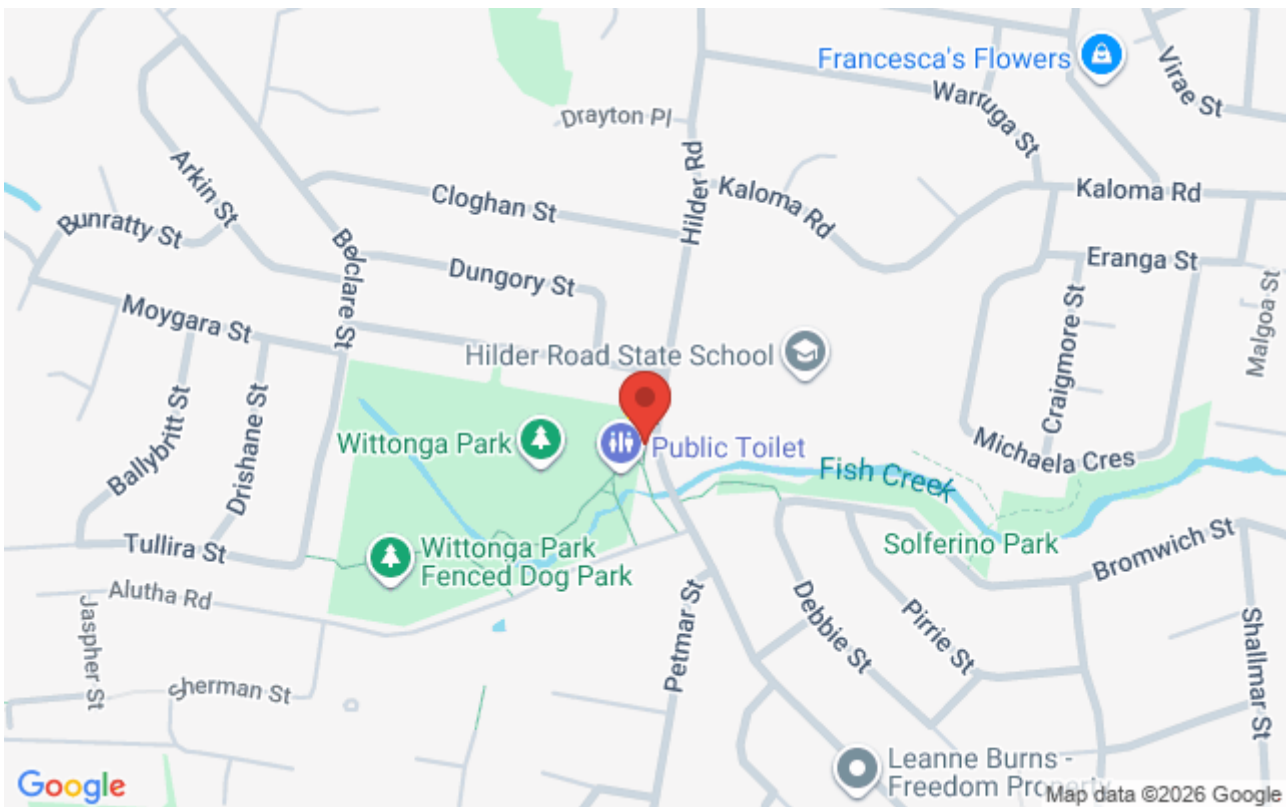 Francesca's Flowers
Virae St
Warruga St
Drayton Pl
Hilder Rd
Arkin St
Cloghan St
Kaloma Rd
Kaloma Rd
Bunratty St
Belclare St
Dungory St
Eranga St
Moygara St
Malgoa St
Craigmore St
Hilder Road State School
Ballybritt St
Drishane St
Wittonga Park
Public Toilet
Michaela Cres
Fish Creek
Tullira St
Wittonga Park
Fenced Dog Park
Solferino Park
Bromwich St
Alutha Rd
Jaspher St
Petmar St
Debbie St
Pirrie St
Shallmar St
Sherman St
Leanne Burns -
Freedom Property
Google
Map data ©2026 Google